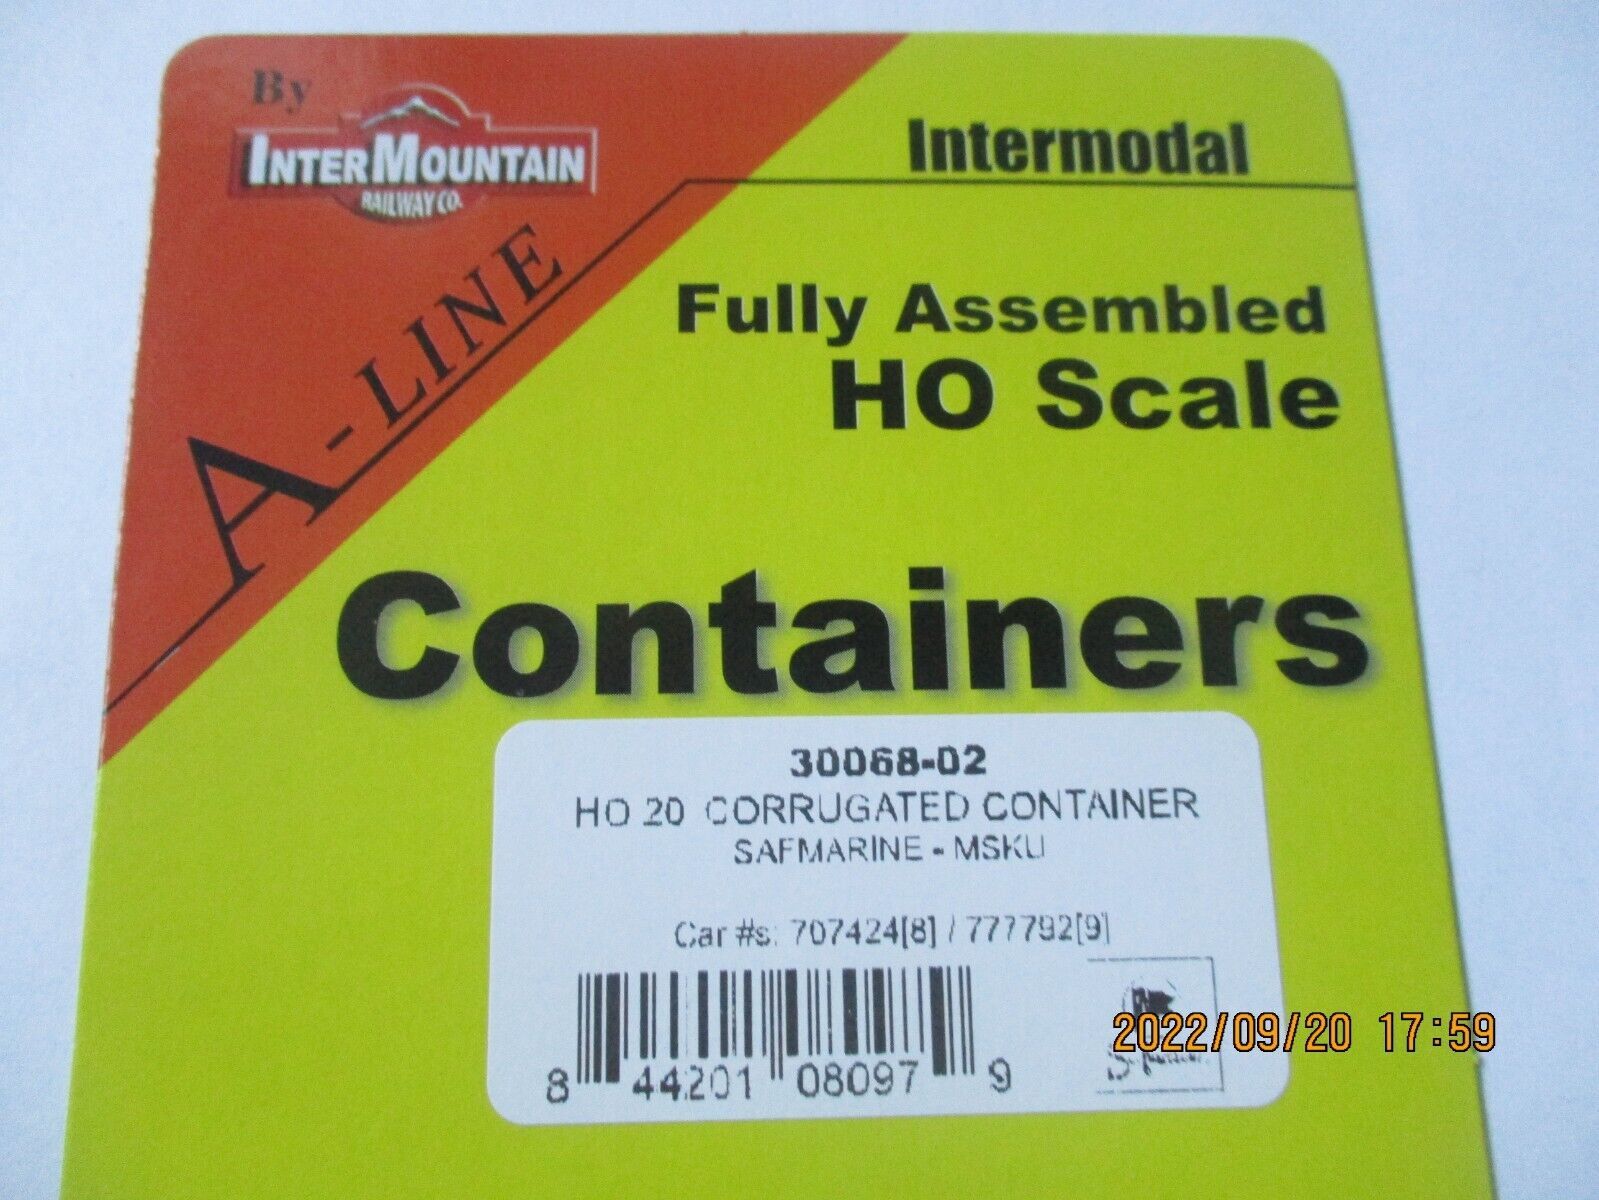 By
INTERMOUNTAIN
RAILWAY CO.
A-LINE
Intermodal
Fully Assembled
HO Scale
Containers
30068-02
HO 20 CORRUGATED CONTAINER
SAFMARINE - MSKU
Car #s: 707424[8] / 777792[9]
8 44201 08097 9
2022/09/20 17:59